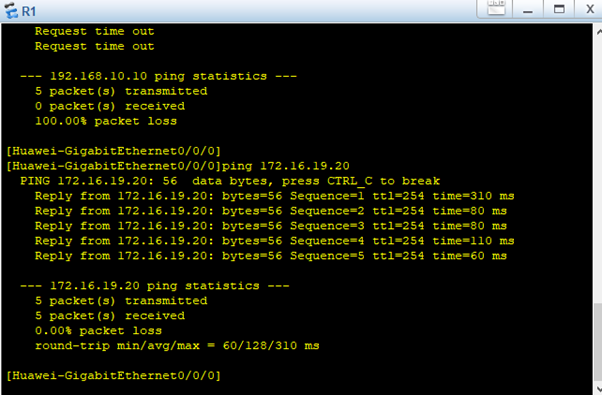 R1
Request time out
Request time out
--- 192.168.10.10 ping statistics ---
5 packet(s) transmitted
0 packet(s) received
100.00% packet loss
[Huawei-GigabitEthernet0/0/0]
[Huawei-GigabitEthernet0/0/0]ping 172.16.19.20
PING 172.16.19.20: 56  data bytes, press CTRL_C to break
Reply from 172.16.19.20: bytes=56 Sequence=1 ttl=254 time=310 ms
Reply from 172.16.19.20: bytes=56 Sequence=2 ttl=254 time=80 ms
Reply from 172.16.19.20: bytes=56 Sequence=3 ttl=254 time=80 ms
Reply from 172.16.19.20: bytes=56 Sequence=4 ttl=254 time=110 ms
Reply from 172.16.19.20: bytes=56 Sequence=5 ttl=254 time=60 ms
--- 172.16.19.20 ping statistics ---
5 packet(s) transmitted
5 packet(s) received
0.00% packet loss
round-trip min/avg/max = 60/128/310 ms
[Huawei-GigabitEthernet0/0/0]